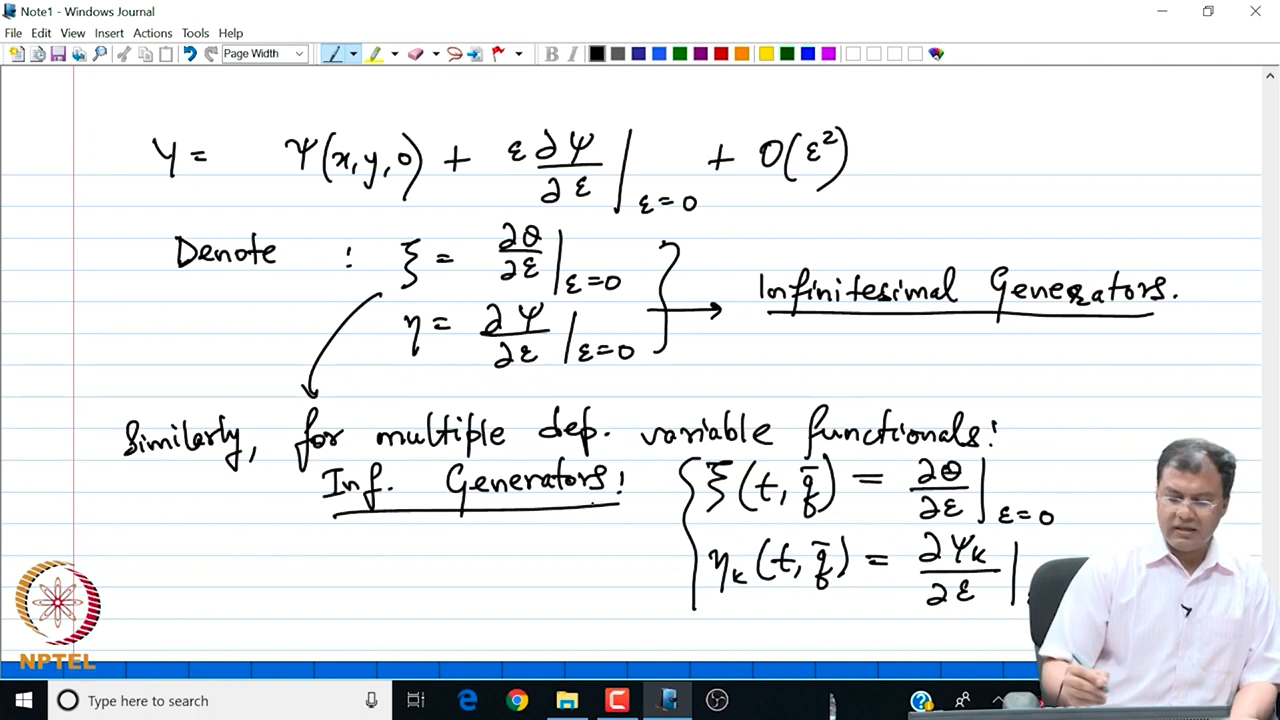 Note1 - Windows Journal
File Edit View Insert Actions Tools Help
Page Width
B I
Y = Ψ(x, y, 0) + ε ∂Ψ/∂ε |ε=0 + O(ε²)
Denote : ξ = ∂θ/∂ε |ε=0
η = ∂Ψ/∂ε |ε=0
Infinitesimal Generators.
Similarly, for multiple dep. variable functionals:
Inf. Generators:
ξ(t, q̄) = ∂θ/∂ε |ε=0
ηk(t, q̄) = ∂Ψk/∂ε |
NPTEL
Type here to search